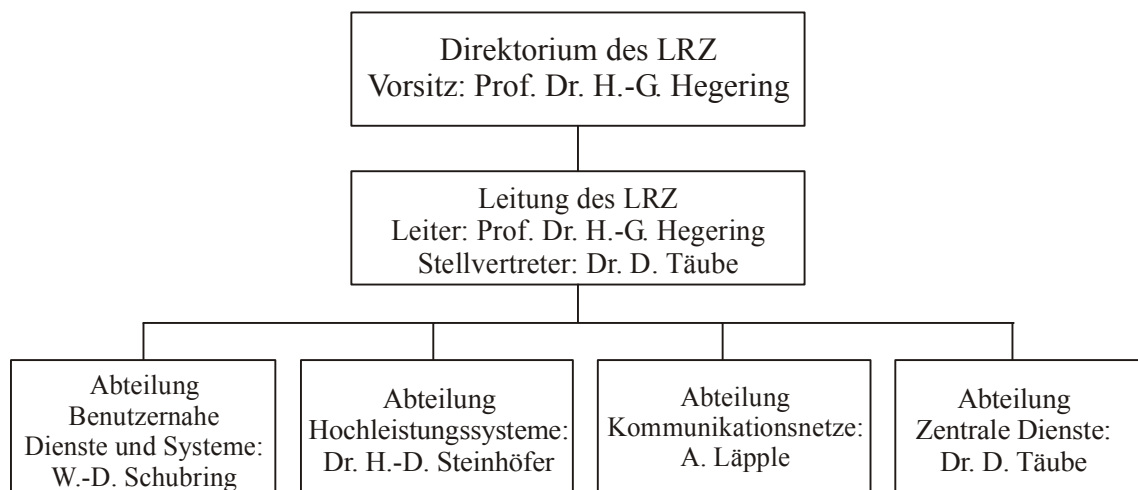 Direktorium des LRZ
Vorsitz: Prof. Dr. H.-G. Hegering
Leitung des LRZ
Leiter: Prof. Dr. H.-G. Hegering
Stellvertreter: Dr. D. Täube
Abteilung
Benutzernahe
Dienste und Systeme:
W.-D. Schubring
Abteilung
Hochleistungssysteme:
Dr. H.-D. Steinhöfer
Abteilung
Kommunikationsnetze:
A. Läpple
Abteilung
Zentrale Dienste:
Dr. D. Täube